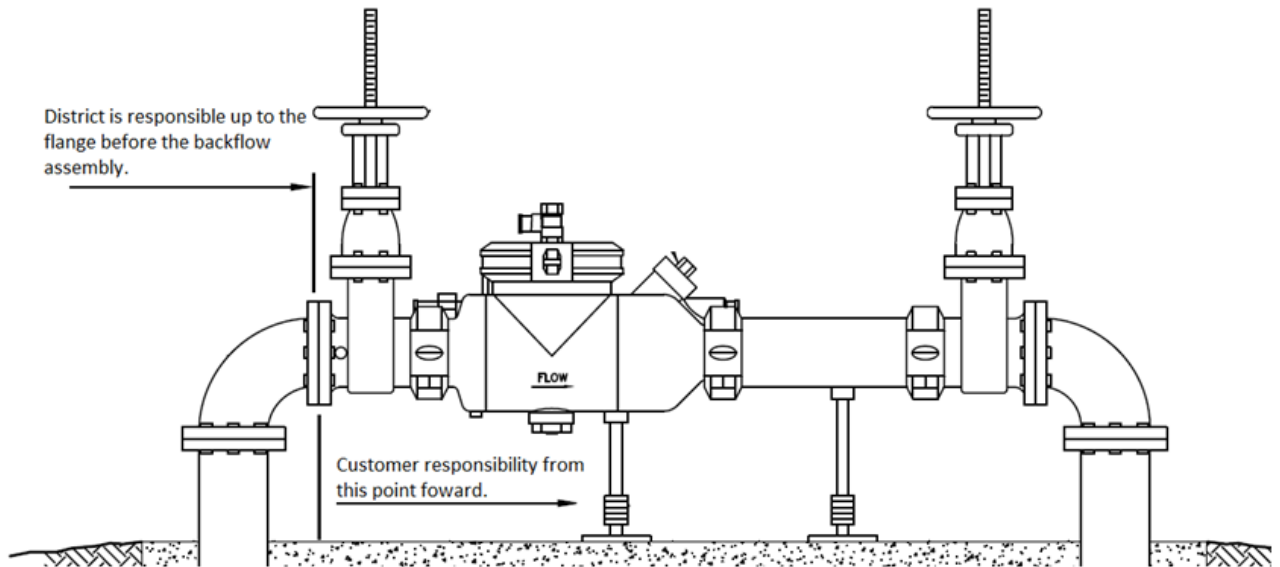 District is responsible up to the
flange before the backflow
assembly.
FLOW
Customer responsibility from
this point foward.